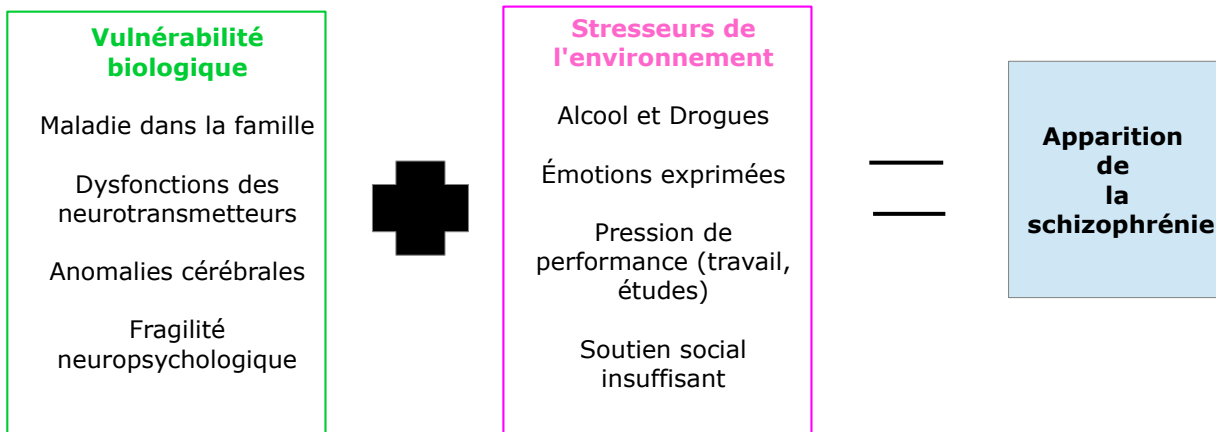 Vulnérabilité
biologique
Maladie dans la famille
Dysfonctions des
neurotransmetteurs
Anomalies cérébrales
Fragilité
neuropsychologique
Stresseurs de
l'environnement
Alcool et Drogues
Émotions exprimées
Pression de
performance (travail,
études)
Soutien social
insuffisant
Apparition
de
la
schizophrénie